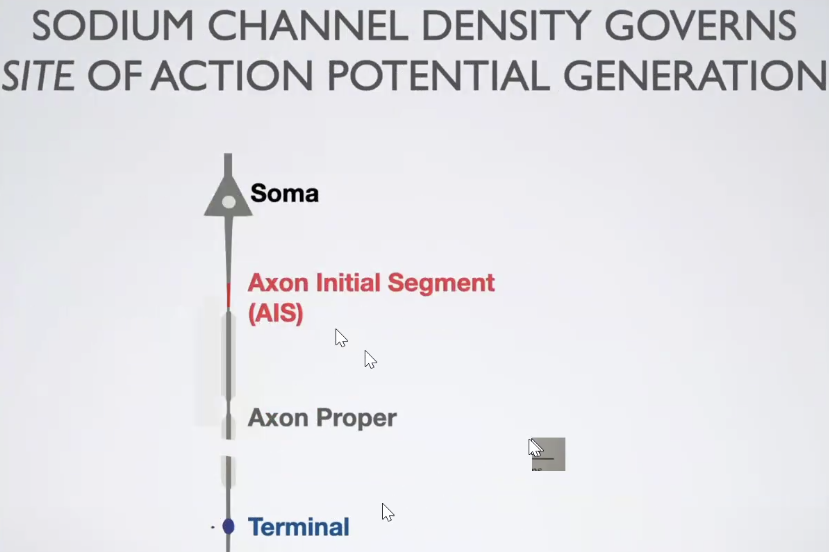 SODIUM CHANNEL DENSITY GOVERNS
SITE OF ACTION POTENTIAL GENERATION
Soma
Axon Initial Segment
(AIS)
Axon Proper
Terminal